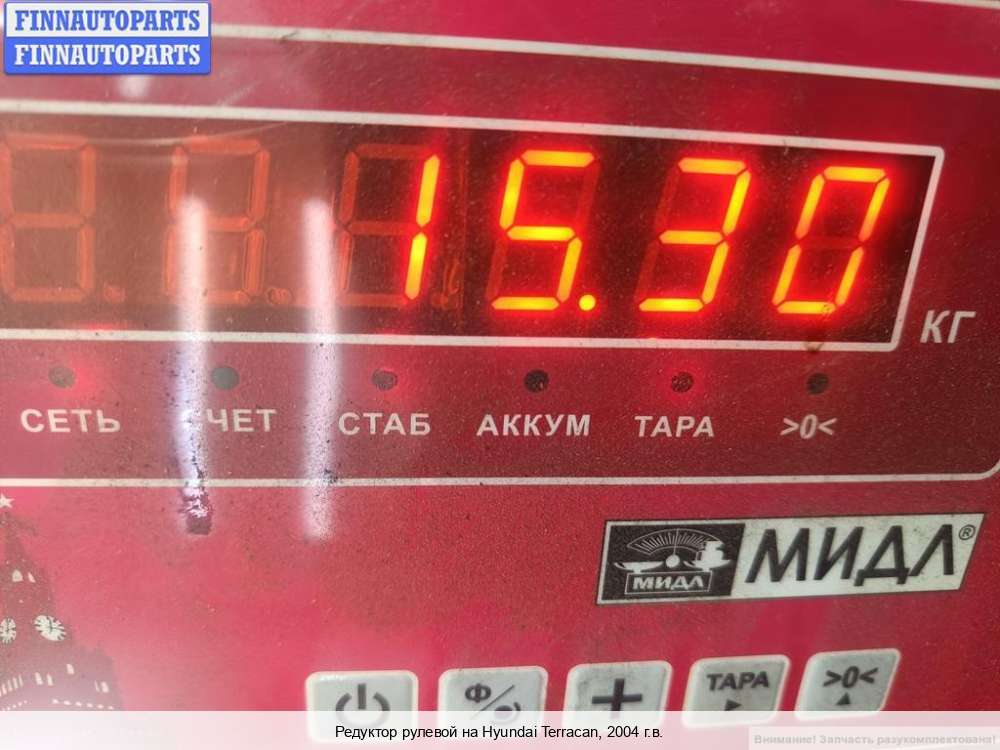 FINNAUTOPARTS
FINNAUTOPARTS
15.30
КГ
СЕТЬ СЧЕТ СТАБ АККУМ ТАРА >0<
МИДЛ МИДЛ®
Ф ТАРА >0<
Редуктор рулевой на Hyundai Terracan, 2004 г.в.
Внимание! Запчасть разукомплектована!